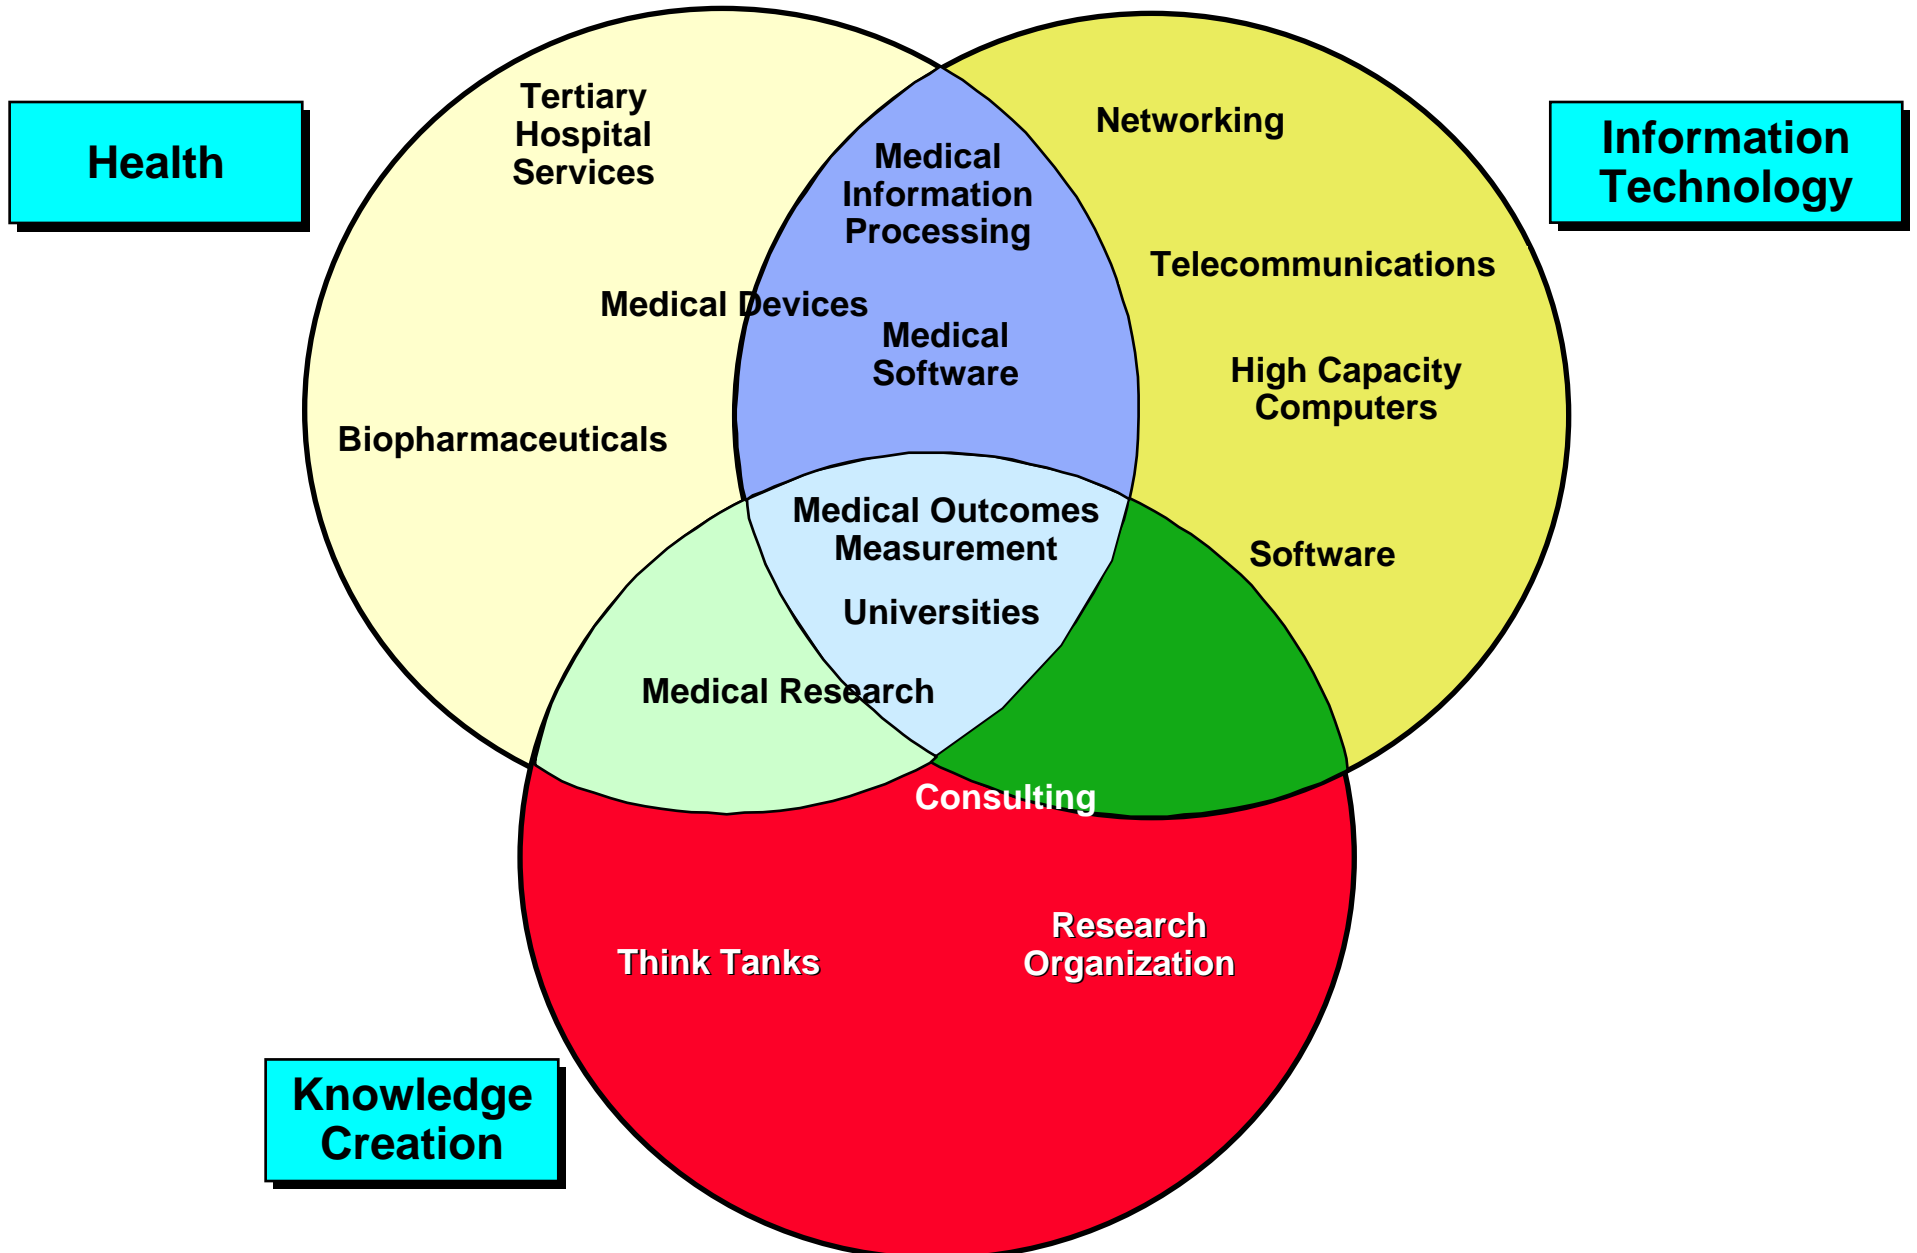 Health
Tertiary
Hospital
Services
Medical
Information
Processing
Networking
Information
Technology
Telecommunications
Medical Devices
Medical
Software
High Capacity
Computers
Biopharmaceuticals
Medical Outcomes
Measurement
Software
Universities
Medical Research
Consulting
Think Tanks
Research
Organization
Knowledge
Creation